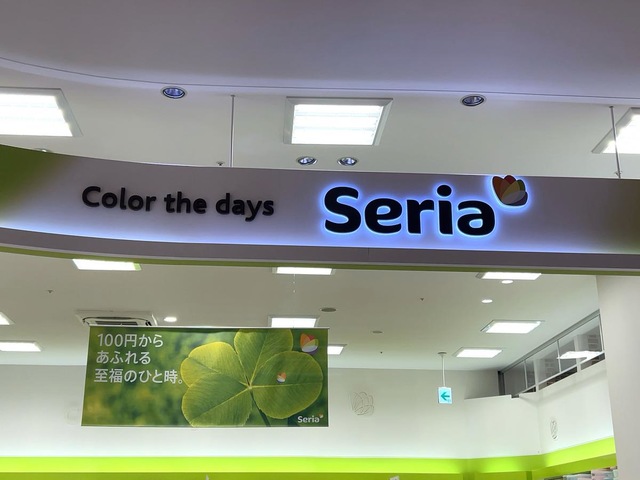 Color the days Seria
100円から
あふれる
至福のひと時。
Seria